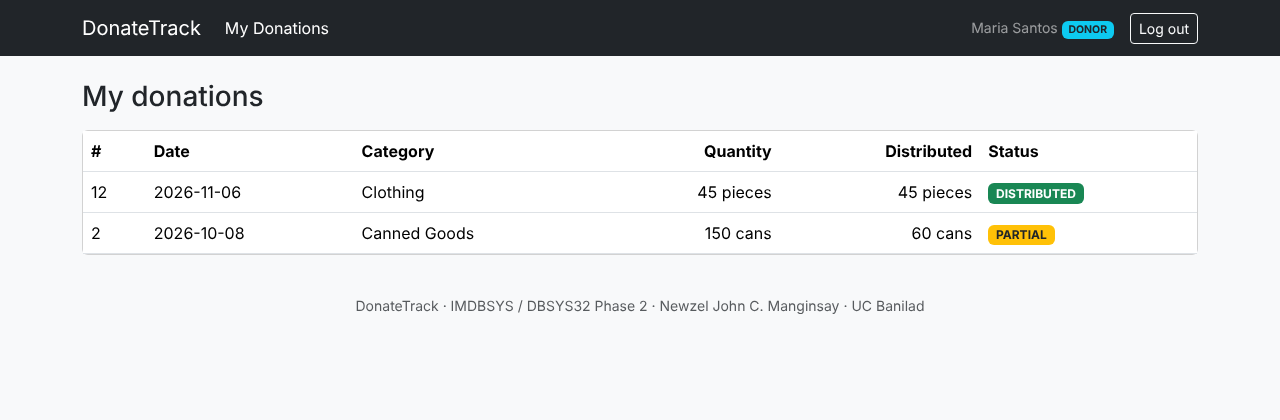 DonateTrack My Donations Maria Santos DONOR Log out
My donations
# Date Category Quantity Distributed Status
12 2026-11-06 Clothing 45 pieces 45 pieces DISTRIBUTED
2 2026-10-08 Canned Goods 150 cans 60 cans PARTIAL
DonateTrack · IMDBSYS / DBSYS32 Phase 2 · Newzel John C. Manginsay · UC Banilad